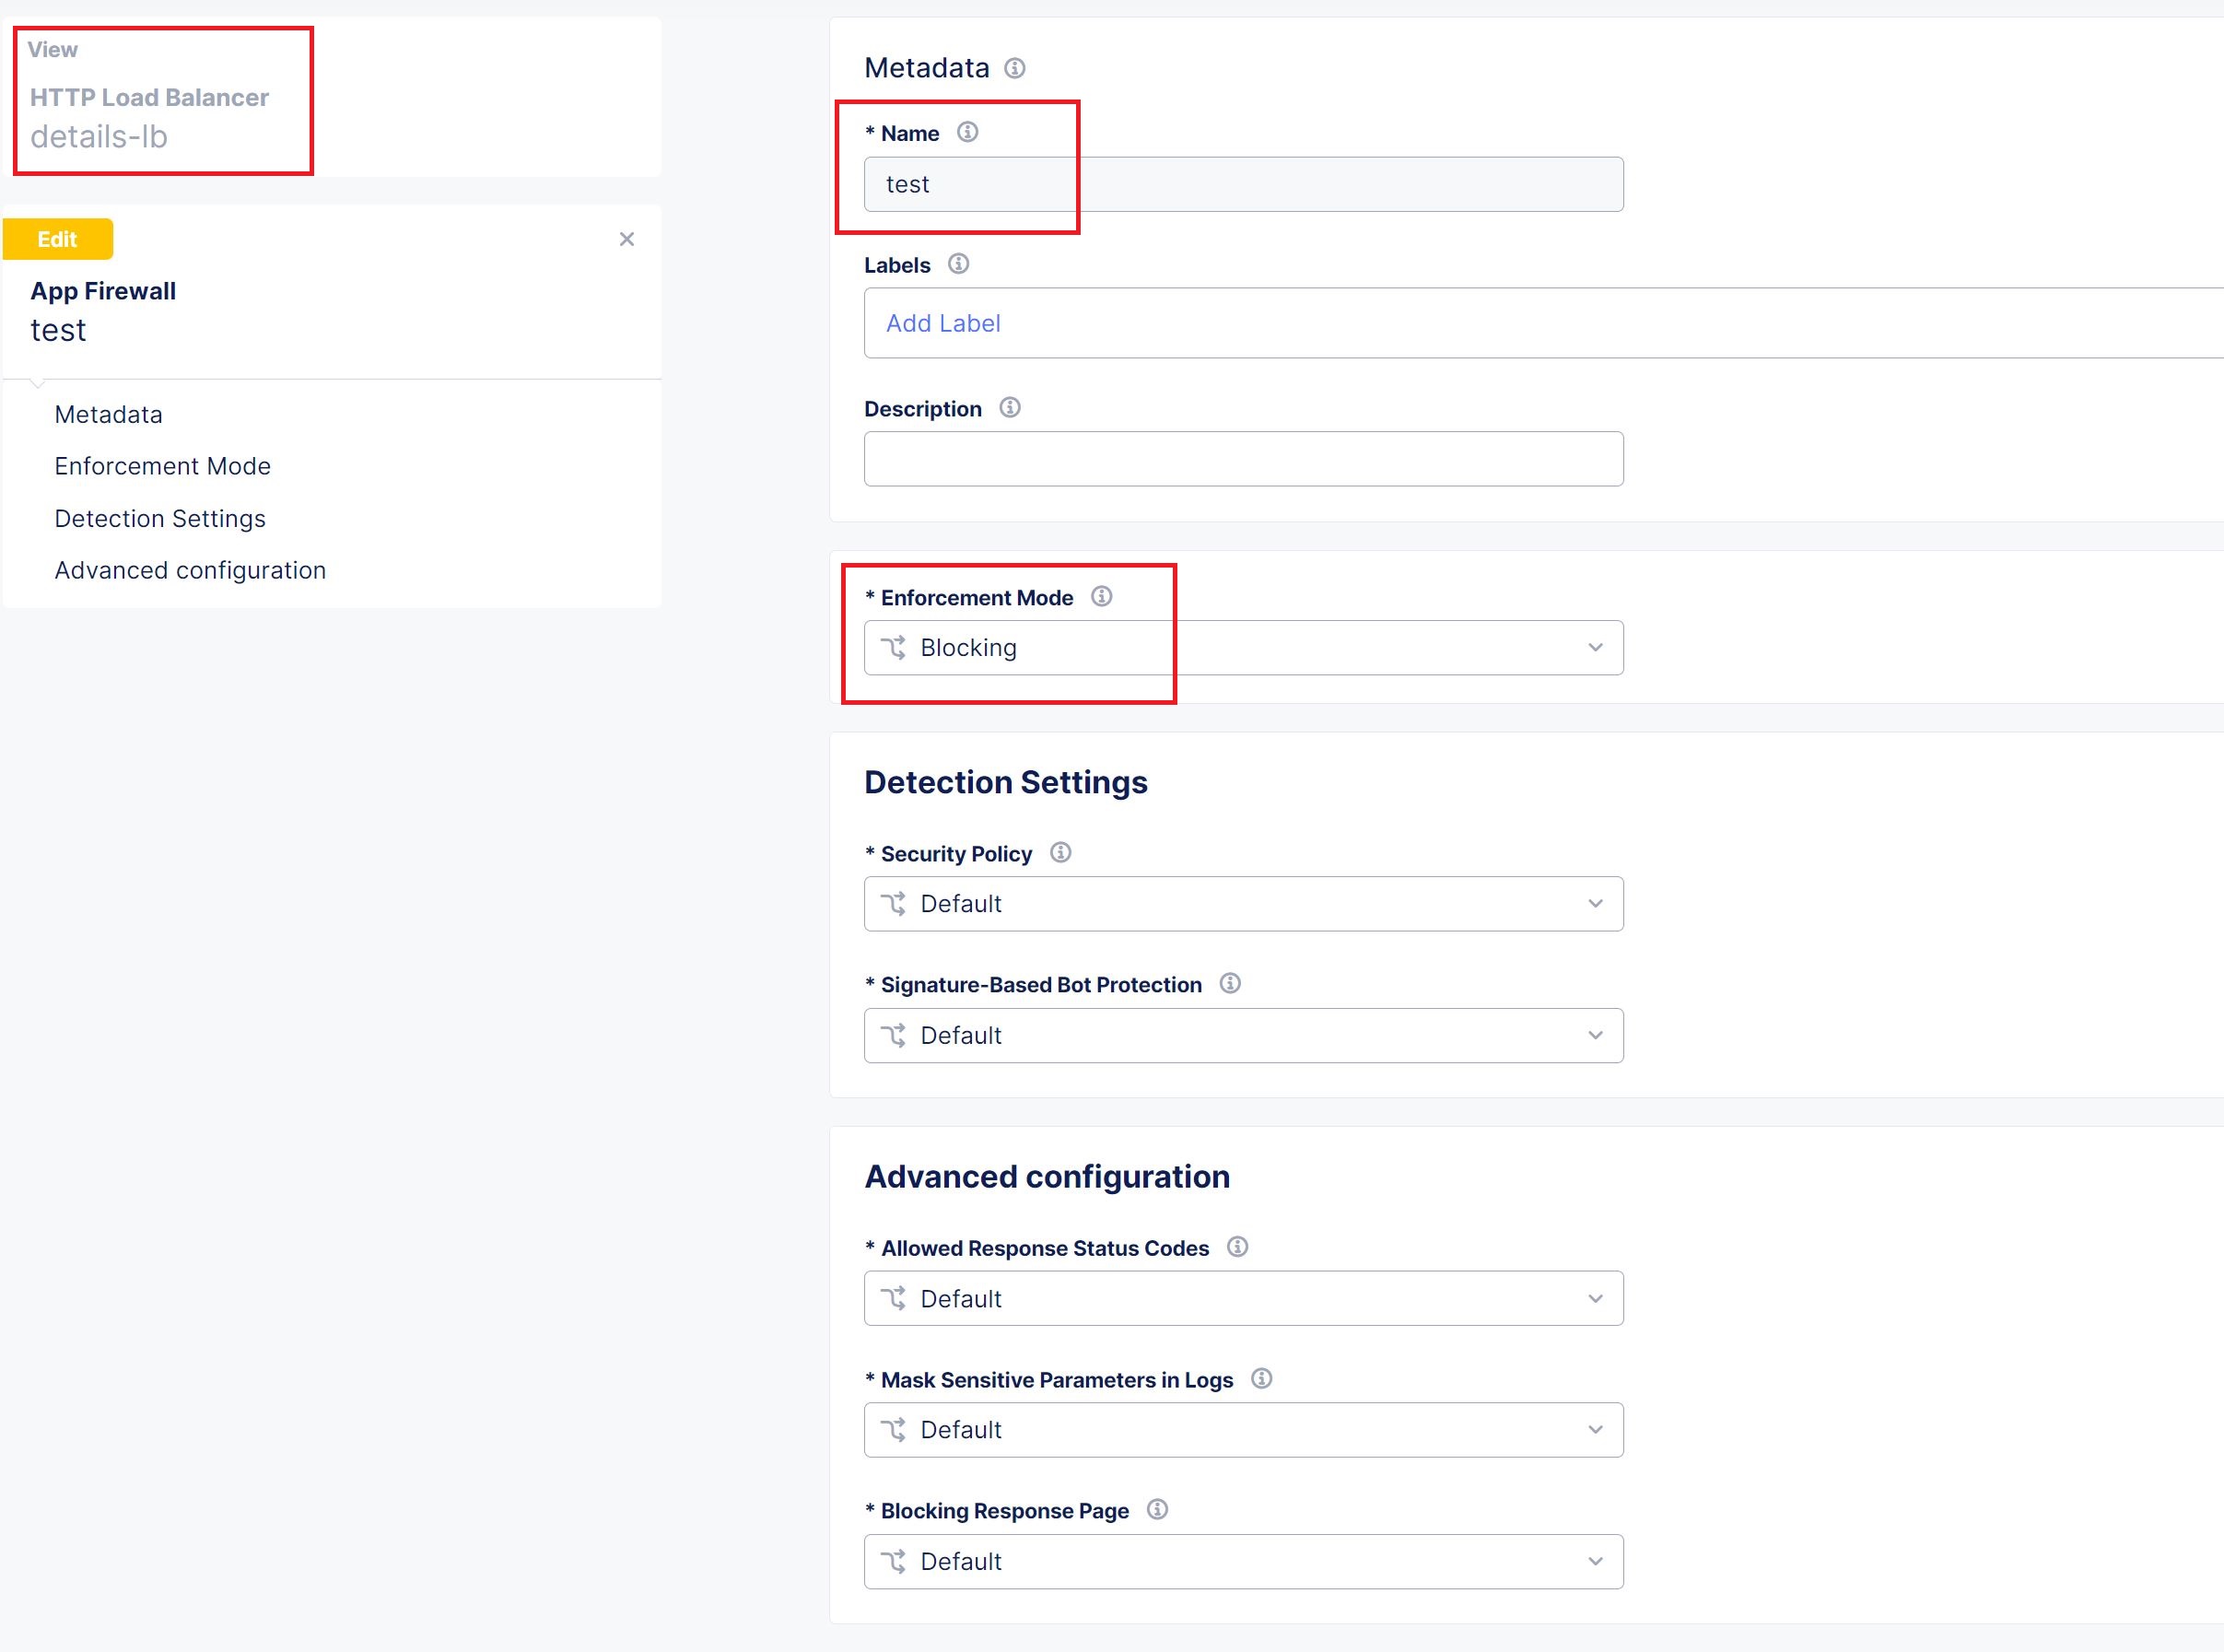 View
HTTP Load Balancer
details-lb
Edit
App Firewall
test
Metadata
Enforcement Mode
Detection Settings
Advanced configuration
Metadata
* Name
test
Labels
Add Label
Description
* Enforcement Mode
Blocking
Detection Settings
* Security Policy
Default
* Signature-Based Bot Protection
Default
Advanced configuration
* Allowed Response Status Codes
Default
* Mask Sensitive Parameters in Logs
Default
* Blocking Response Page
Default